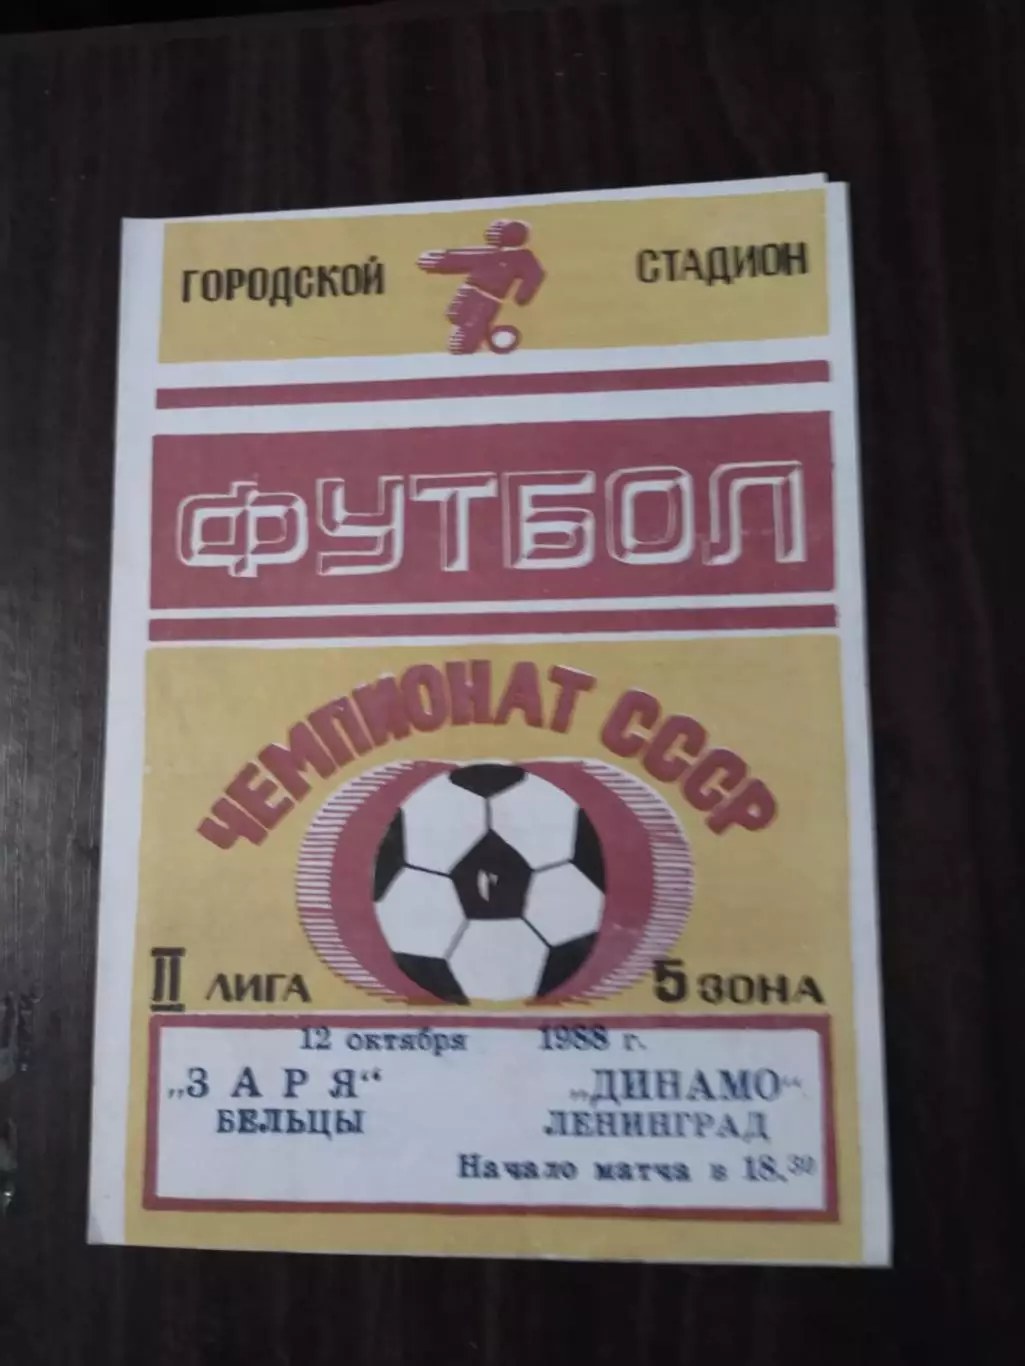 ГОРОДСКОЙ СТАДИОН
ФУТБОЛ
ЧЕМПИОНАТ СССР
II ЛИГА 5 ЗОНА
12 октября 1988 г.
„ЗАРЯ“ „ДИНАМО“
БЕЛЬЦЫ ЛЕНИНГРАД
Начало матча в 18.30